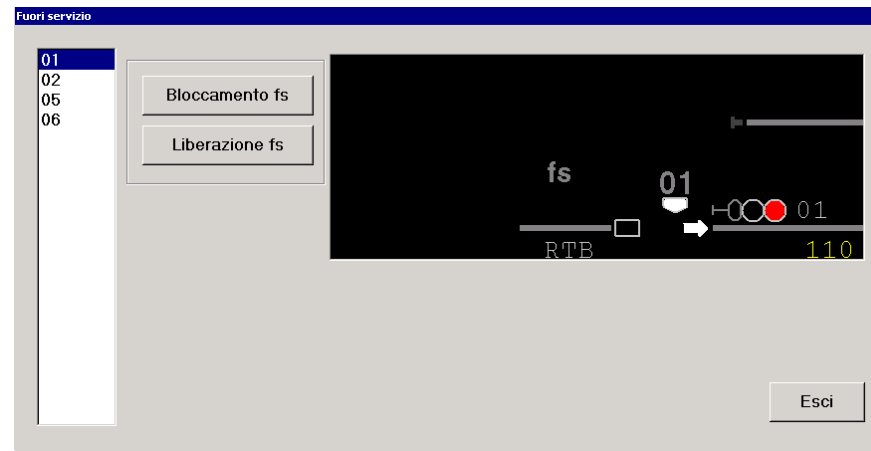 Fuori servizio
01
02
05
06
Bloccamento fs
Liberazione fs
fs
01
01
RTB
110
Esci